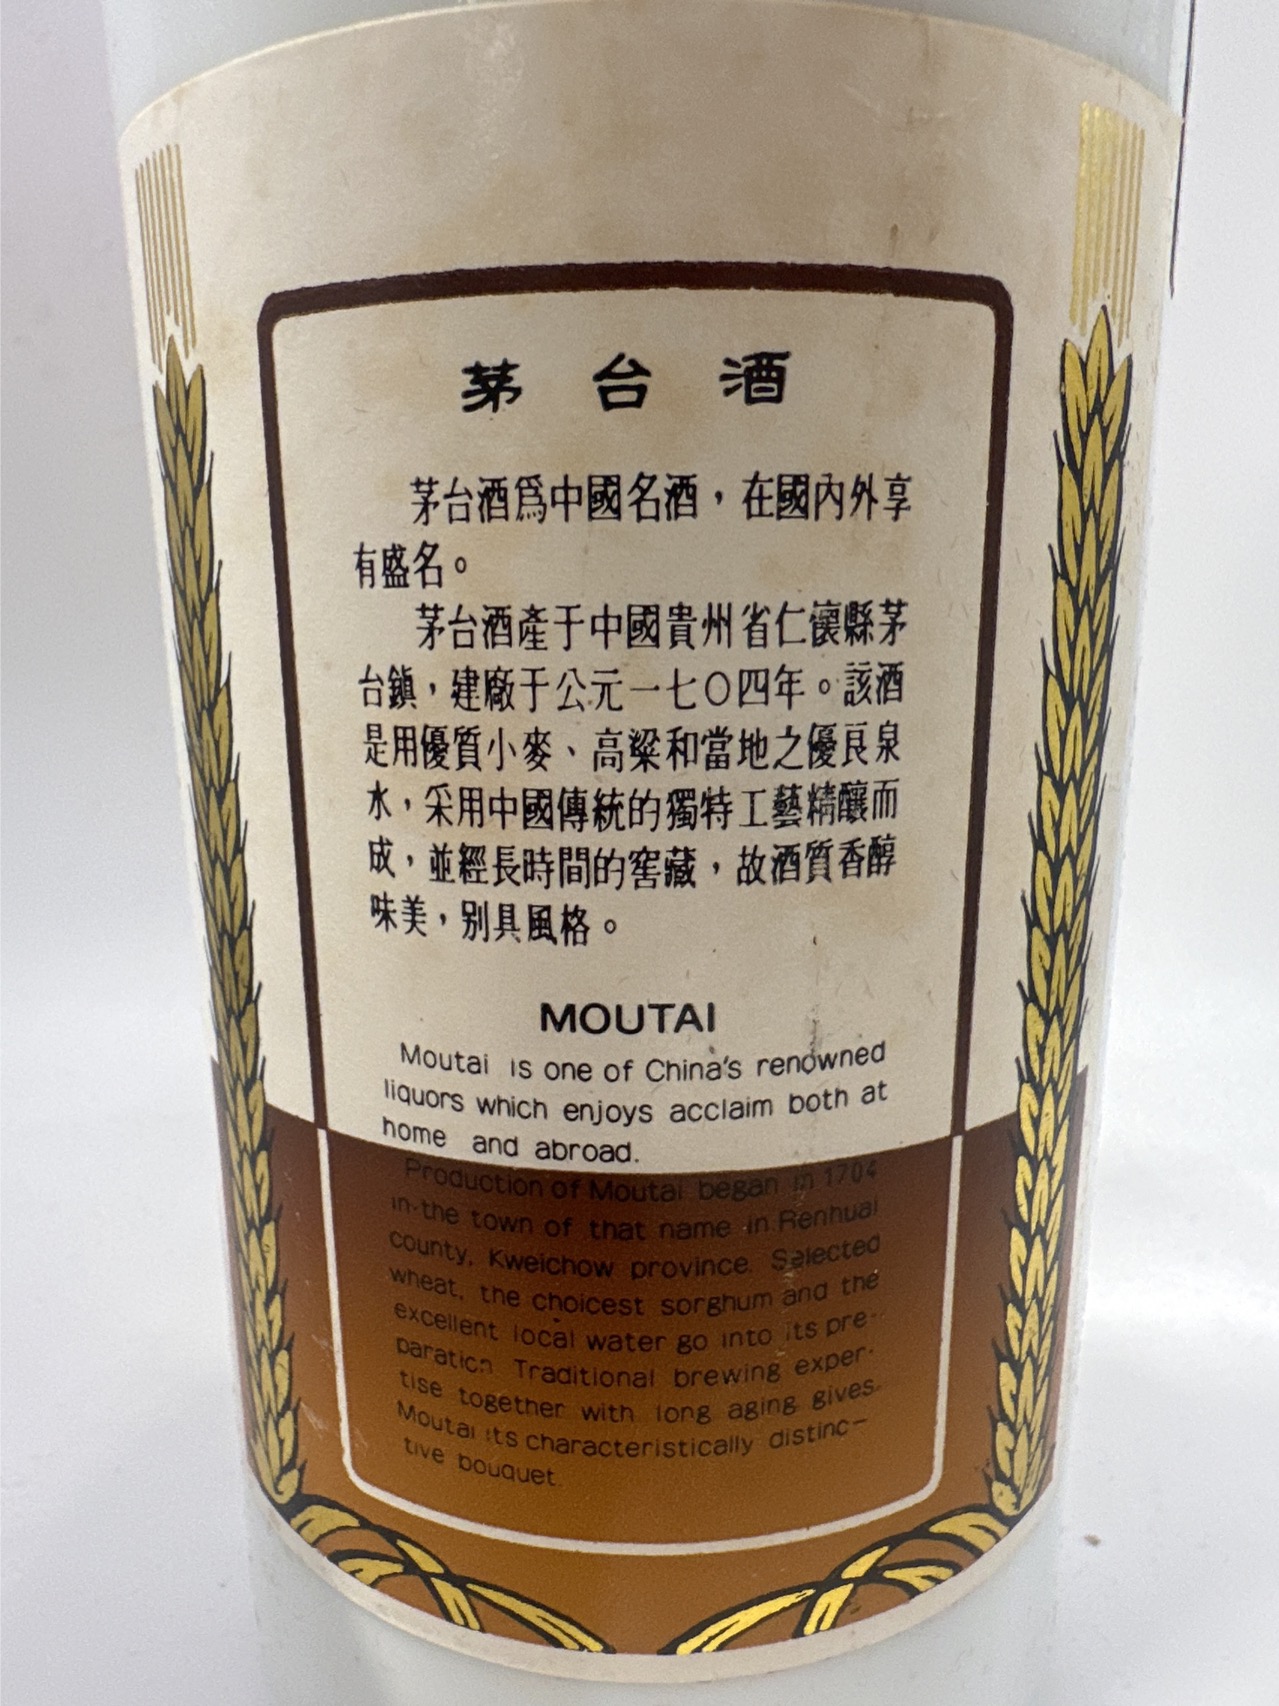 茅台酒
茅台酒爲中國名酒，在國內外享
有盛名。
茅台酒產于中國貴州省仁懷縣茅
台鎮，建廠于公元一七〇四年。該酒
是用優質小麥、高粱和當地之優良泉
水，采用中國傳統的獨特工藝精釀而
成，並經長時間的窖藏，故酒質香醇
味美，别具風格。
MOUTAI
Moutai is one of China's renowned
liquors which enjoys acclaim both at
home and abroad.
Production of Moutai began in 1704
in the town of that name in Renhuai
county, Kweichow province. Selected
wheat, the choicest sorghum and the
excellent local water go into its pre-
paration. Traditional brewing exper-
tise together with long aging gives
Moutai its characteristically distinc-
tive bouquet.